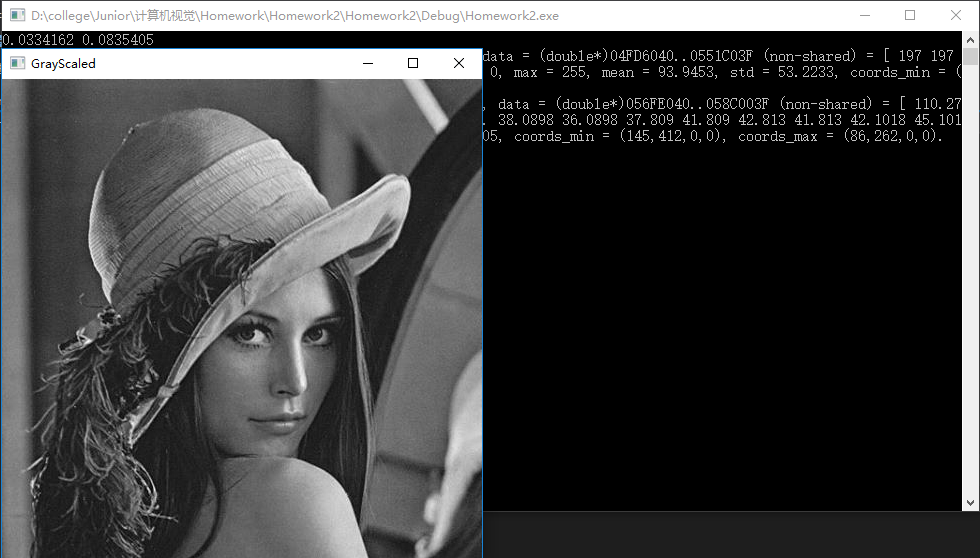 D:\college\Junior\计算机视觉\Homework\Homework2\Homework2\Debug\Homework2.exe
0.0334162 0.0835405
GrayScaled
data = (double*)04FD6040..0551C03F (non-shared) = [ 197 197
0, max = 255, mean = 93.9453, std = 53.2233, coords_min = (
, data = (double*)056FE040..058C003F (non-shared) = [ 110.27
38.0898 36.0898 37.809 41.809 42.813 41.813 42.1018 45.101
05, coords_min = (145,412,0,0), coords_max = (86,262,0,0).